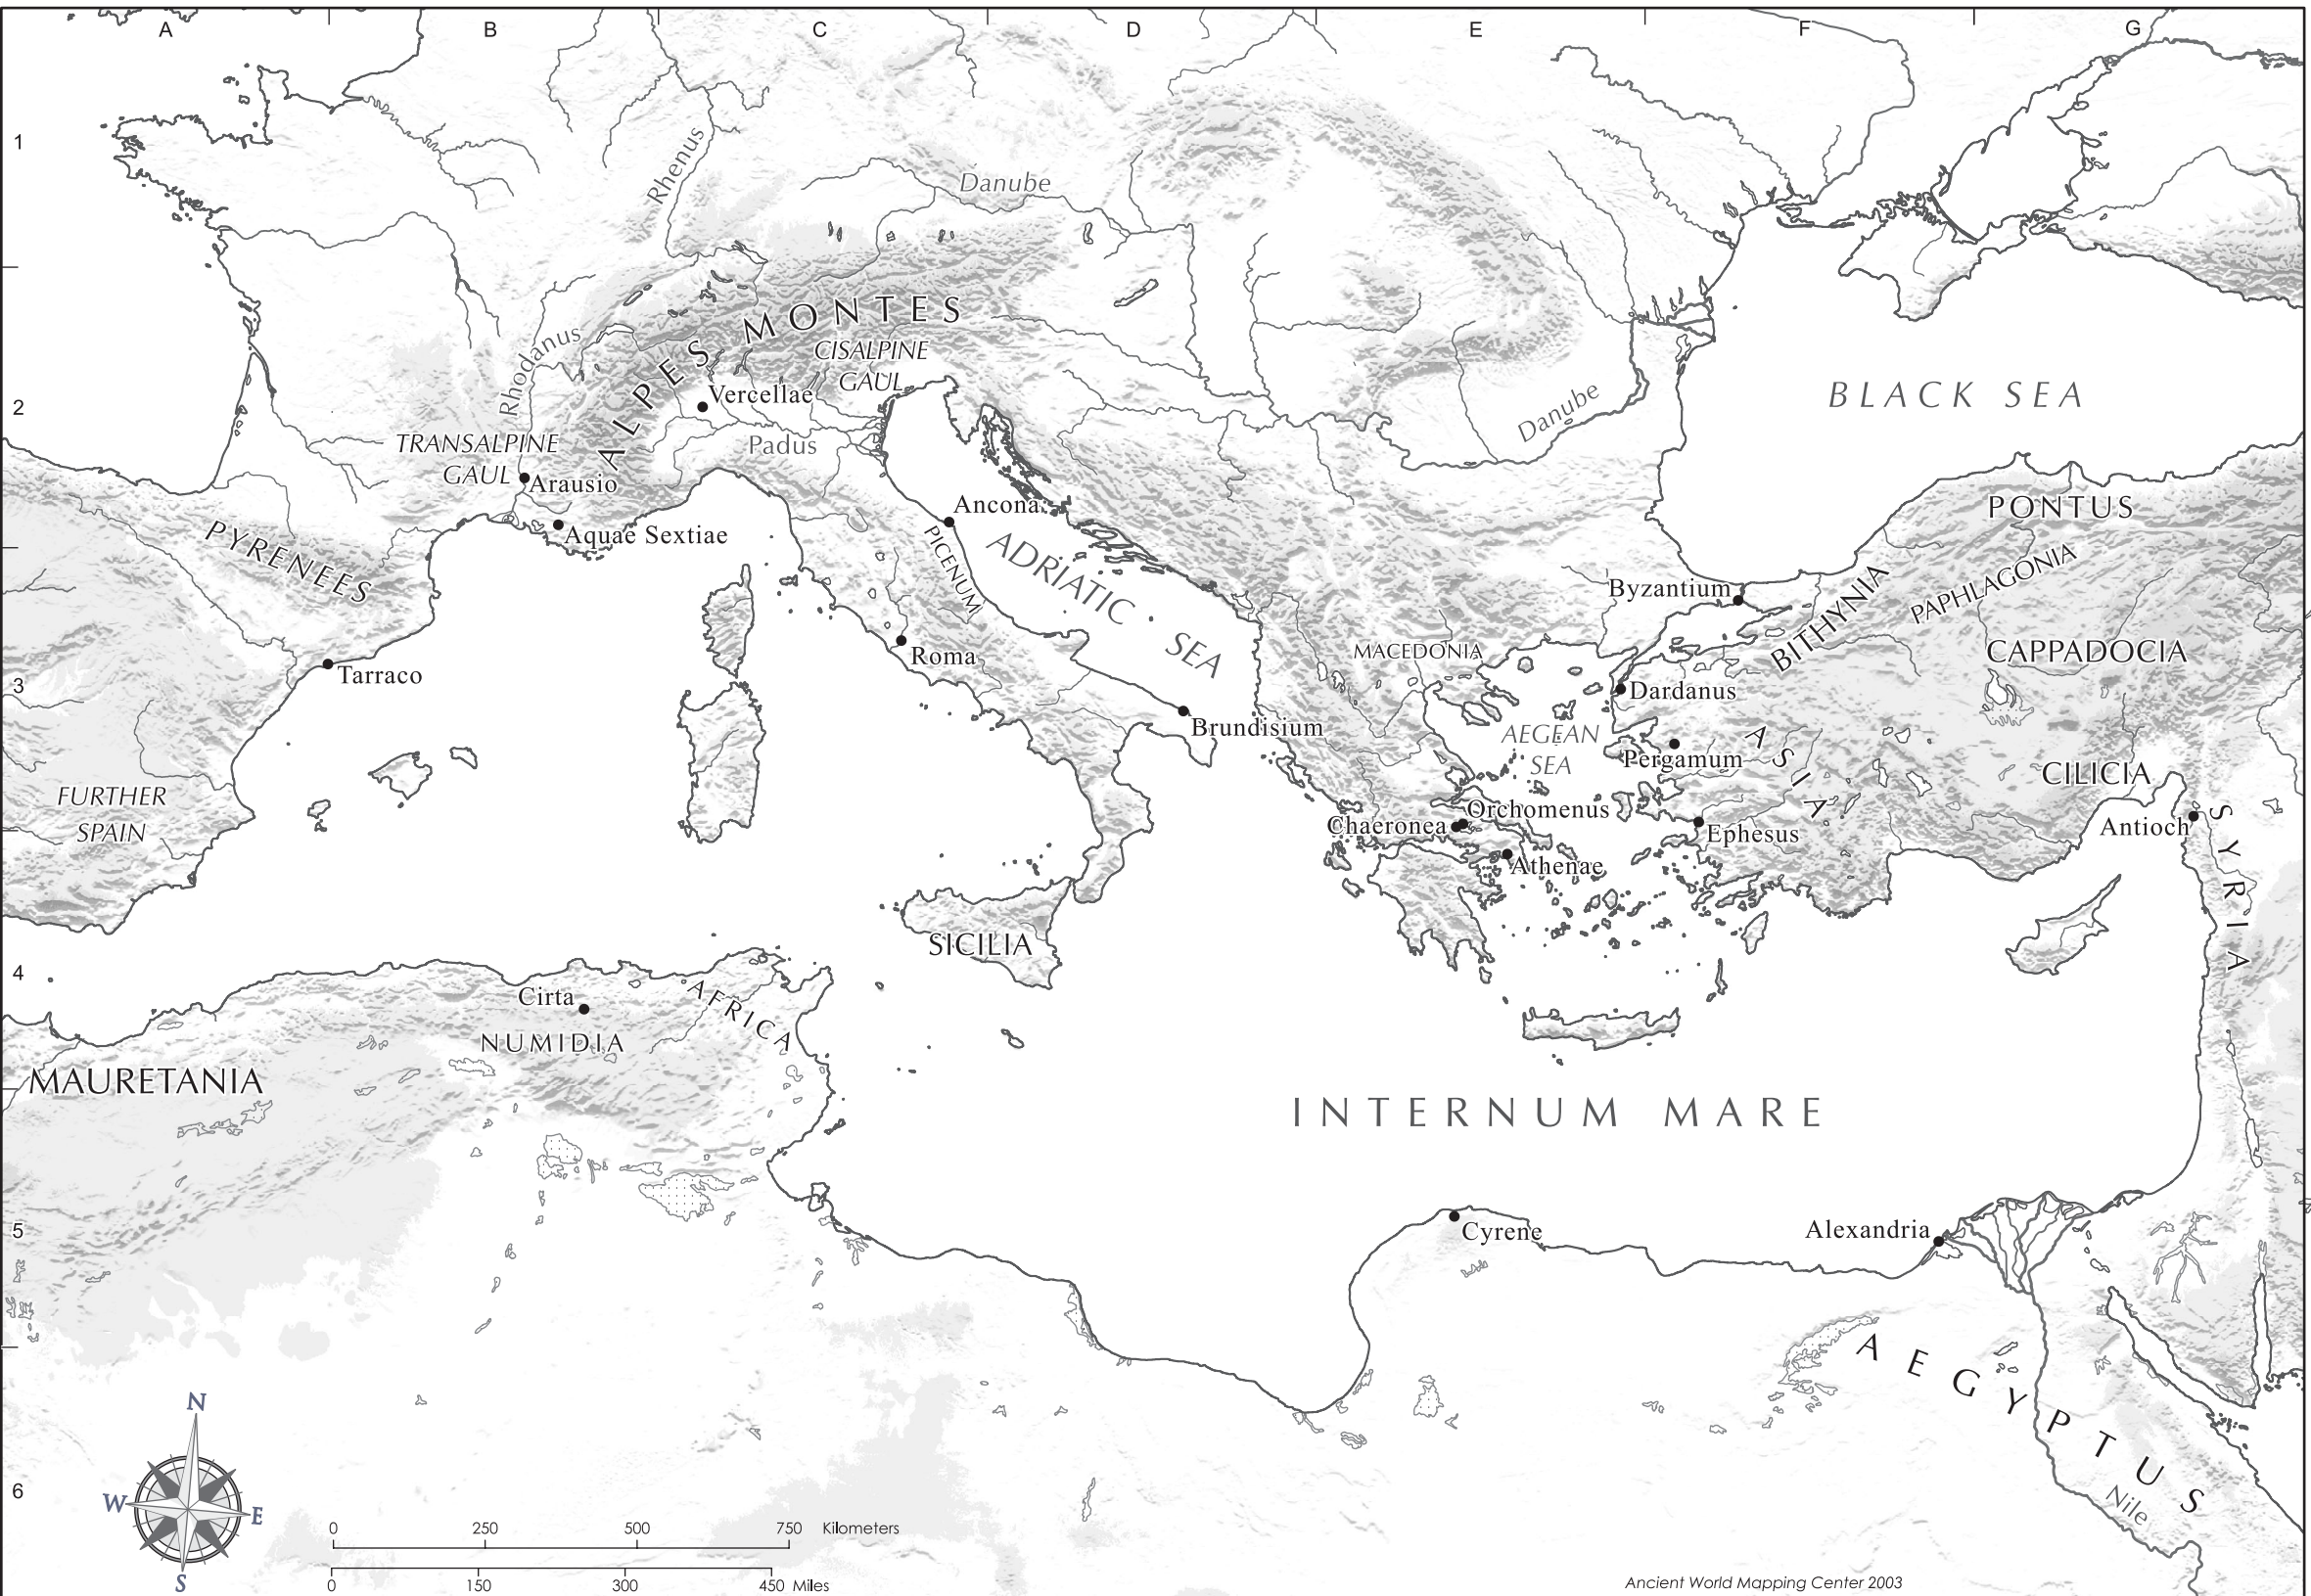 A B C D E F G
1
Rhenus
Danube
ALPES MONTES
CISALPINE
GAUL
Rhodanus
Vercellae
2
BLACK SEA
Danube
TRANSALPINE
GAUL
Padus
Arausio
Ancona
PONTUS
Aquae Sextiae
PYRENEES
PICENUM
ADRIATIC SEA
Byzantium
BITHYNIA
PAPHLAGONIA
Roma
MACEDONIA
CAPPADOCIA
3
Tarraco
Dardanus
Brundisium
AEGEAN
SEA
Pergamum
ASIA
CILICIA
FURTHER
SPAIN
Orchomenus
Chaeronea
Ephesus
Antioch
SYRIA
Athenae
SICILIA
4
Cirta
AFRICA
NUMIDIA
MAURETANIA
INTERNUM MARE
5
Cyrene
Alexandria
AEGYPTUS
Nile
6
N
W E
S
0 250 500 750 Kilometers
0 150 300 450 Miles
Ancient World Mapping Center 2003